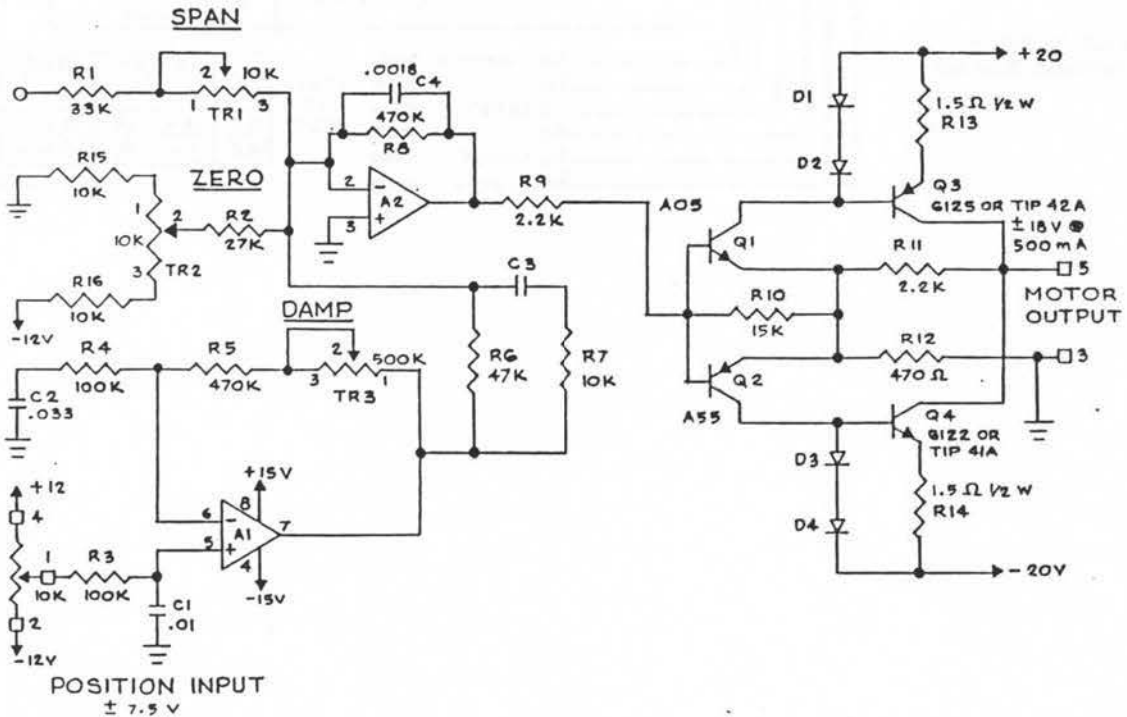 SPAN
R1
33K
2
10K
1
3
TR1
.0018
C4
470K
R8
2
3
-
+
A2
R9
2.2K
R15
10K
ZERO
1
2
10K
3
TR2
R2
27K
R16
10K
-12V
DAMP
R4
100K
R5
470K
2
500K
3
1
TR3
C2
.033
C3
R6
47K
R7
10K
+15V
8
6
5
-
+
A1
7
4
-15V
+12
4
1
10K
2
-12V
R3
100K
C1
.01
POSITION INPUT
± 7.5 V
A05
Q1
R10
15K
Q2
A55
D1
D2
+20
1.5 Ω 1/2 W
R13
Q3
G125 OR TIP 42A
± 18V @
500 mA
R11
2.2K
5
MOTOR
OUTPUT
R12
470 Ω
3
Q4
G122 OR
TIP 41A
D3
D4
1.5 Ω 1/2 W
R14
- 20V